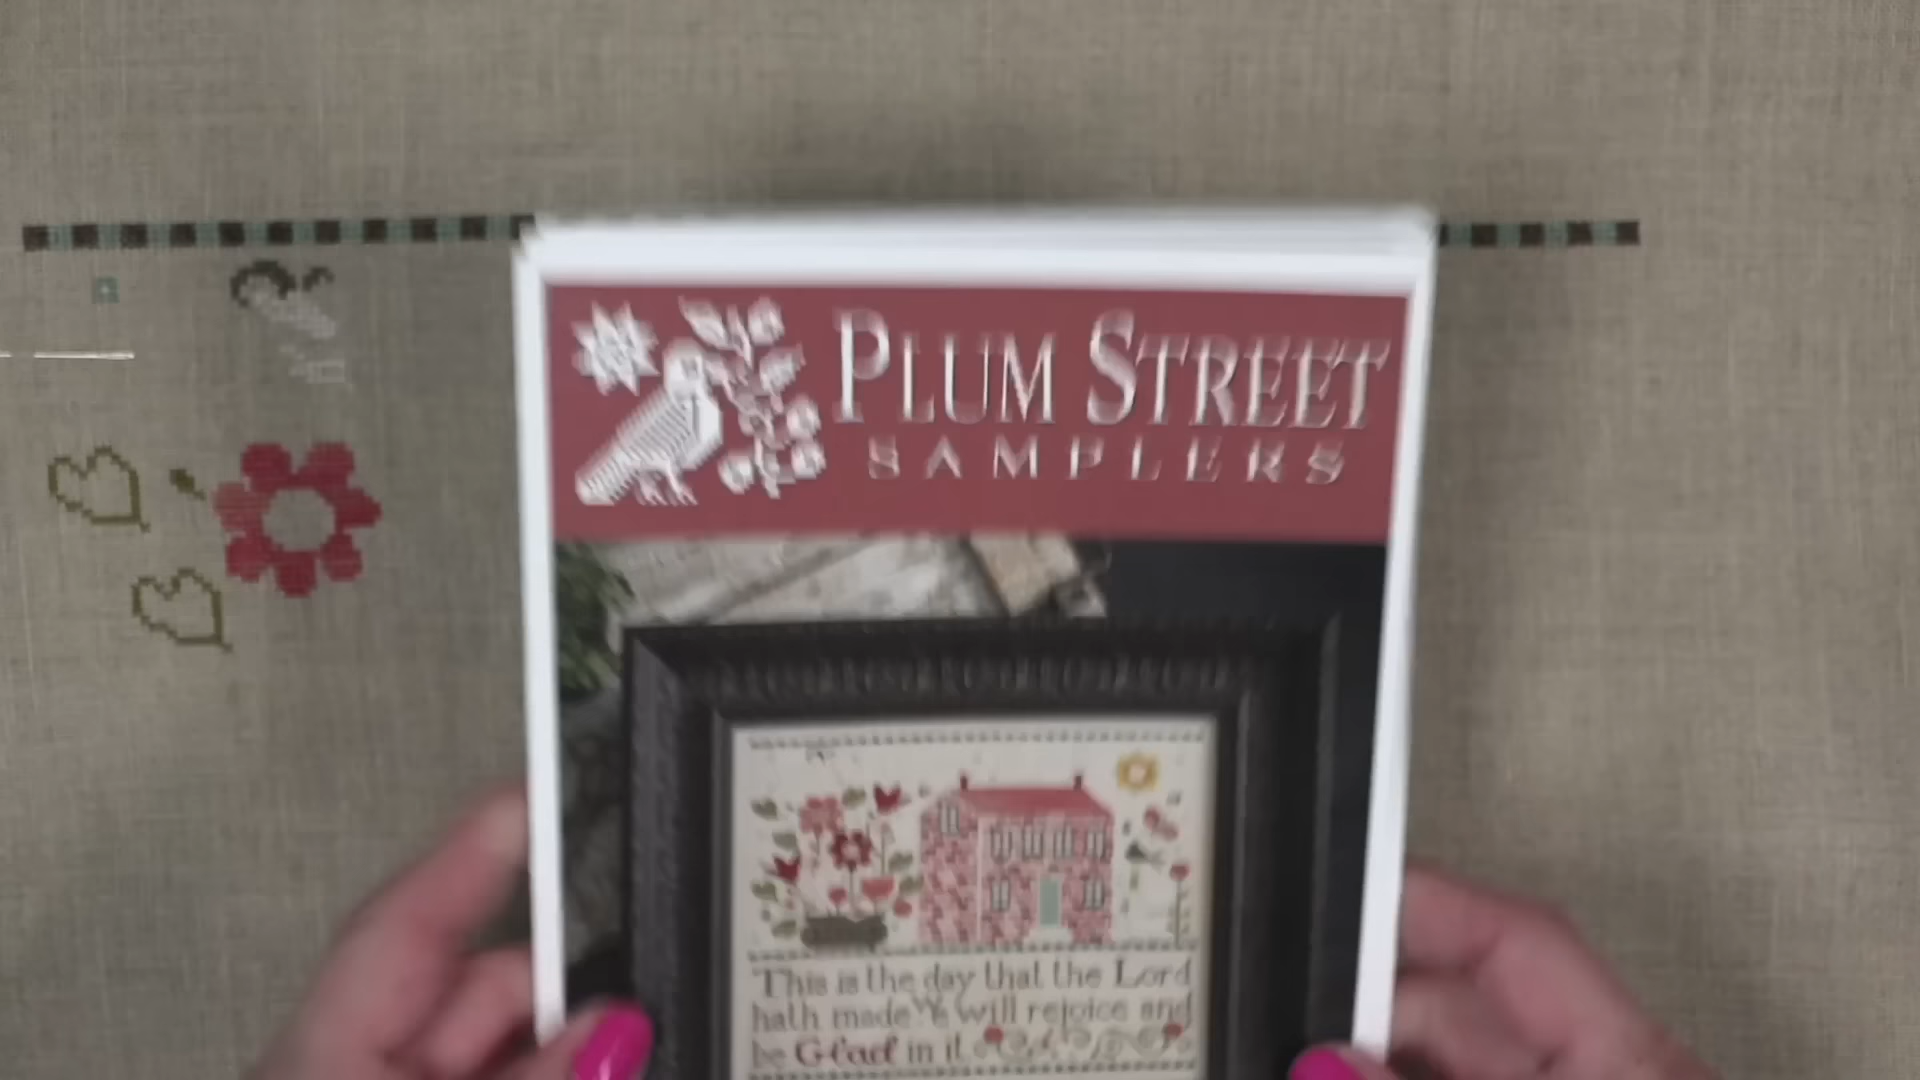 PLUM STREET
SAMPLERS
This is the day that the Lord
hath made We will rejoice and
be Glad in it